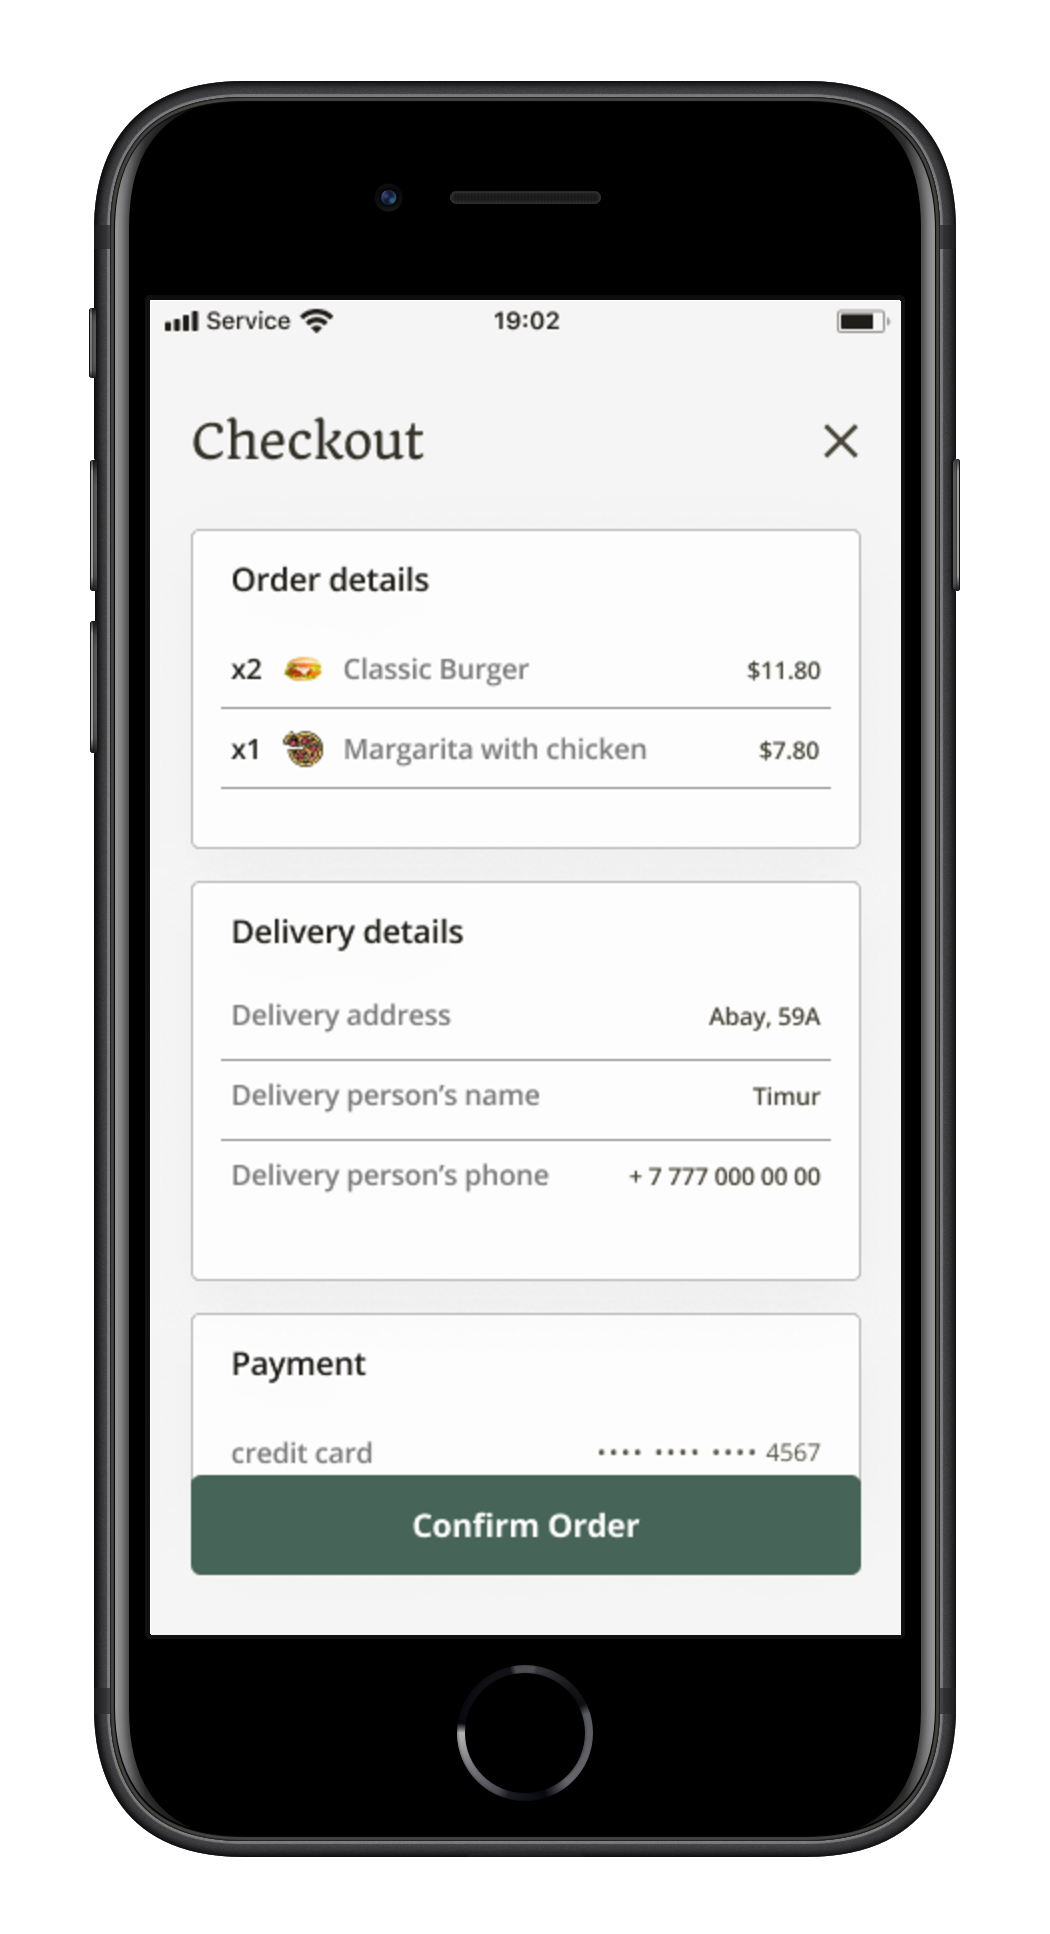 Service 19:02
Checkout
Order details
x2 Classic Burger $11.80
x1 Margarita with chicken $7.80
Delivery details
Delivery address Abay, 59A
Delivery person’s name Timur
Delivery person’s phone + 7 777 000 00 00
Payment
credit card •••• •••• •••• 4567
Confirm Order